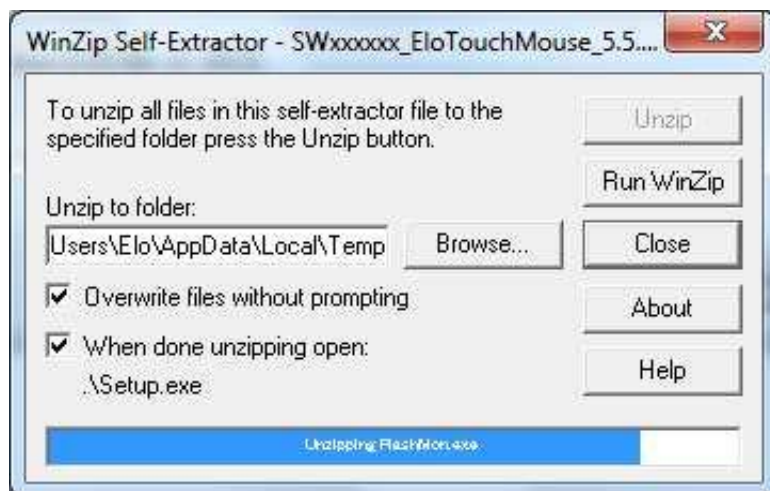 WinZip Self-Extractor - SWxxxxxx_EloTouchMouse_5.5....
To unzip all files in this self-extractor file to the
specified folder press the Unzip button.
Unzip
Run WinZip
Unzip to folder:
Users\Elo\AppData\Local\Temp
Browse...
Close
Overwrite files without prompting
About
When done unzipping open:
.\Setup.exe
Help
Unzipping FlashMon.exe